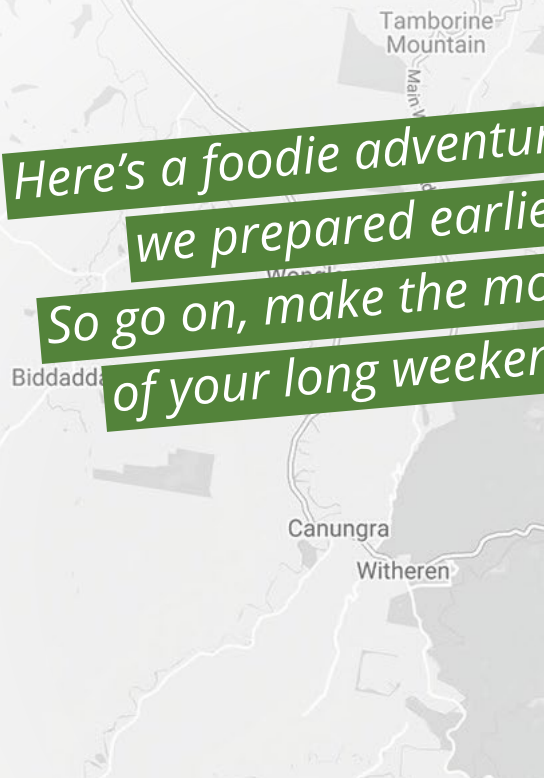 Tamborine
Mountain
Main W
Here's a foodie adventur
we prepared earlie
So go on, make the mo
Biddadda
of your long weeken
Canungra
Witheren